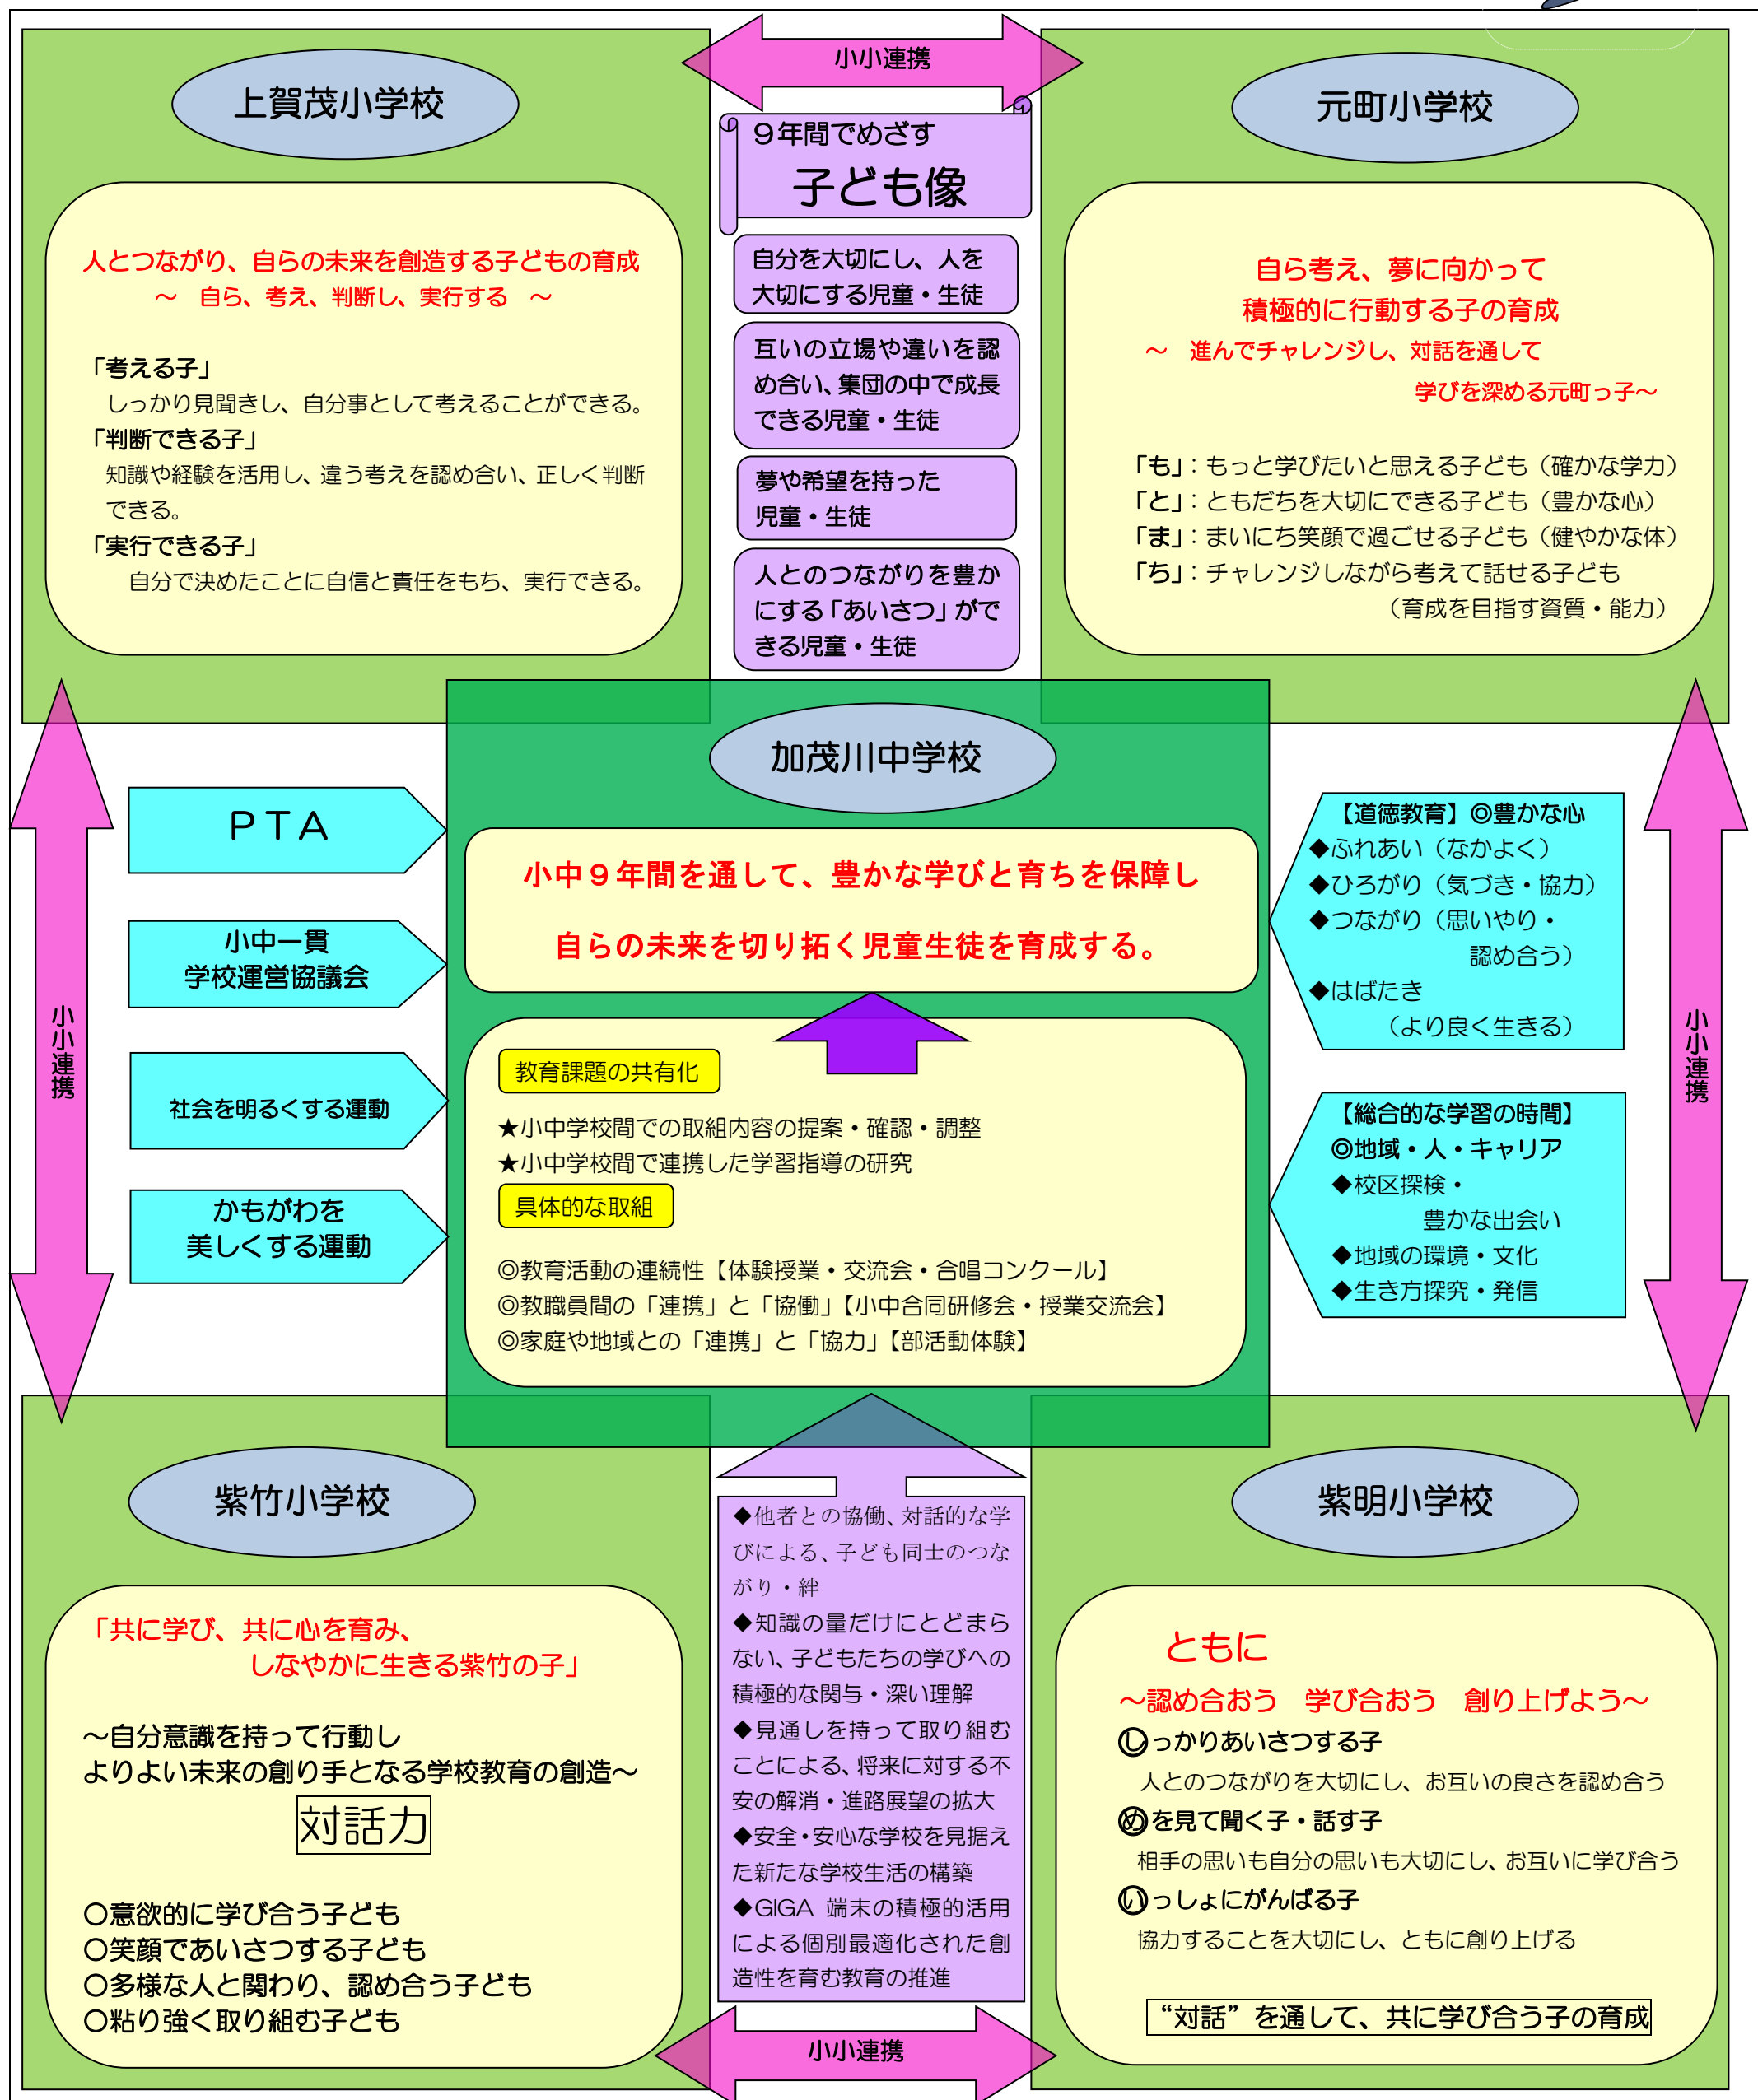 小小連携
上賀茂小学校
人とつながり、自らの未来を創造する子どもの育成
～　自ら、考え、判断し、実行する　～
「考える子」
しっかり見聞きし、自分事として考えることができる。
「判断できる子」
知識や経験を活用し、違う考えを認め合い、正しく判断
できる。
「実行できる子」
自分で決めたことに自信と責任をもち、実行できる。
９年間でめざす
子ども像
自分を大切にし、人を
大切にする児童・生徒
互いの立場や違いを認
め合い、集団の中で成長
できる児童・生徒
夢や希望を持った
児童・生徒
人とのつながりを豊か
にする「あいさつ」がで
きる児童・生徒
元町小学校
自ら考え、夢に向かって
積極的に行動する子の育成
～　進んでチャレンジし、対話を通して
学びを深める元町っ子～
「も」：もっと学びたいと思える子ども（確かな学力）
「と」：ともだちを大切にできる子ども（豊かな心）
「ま」：まいにち笑顔で過ごせる子ども（健やかな体）
「ち」：チャレンジしながら考えて話せる子ども
（育成を目指す資質・能力）
小小連携
ＰＴＡ
小中一貫
学校運営協議会
社会を明るくする運動
かもがわを
美しくする運動
加茂川中学校
小中９年間を通して、豊かな学びと育ちを保障し
自らの未来を切り拓く児童生徒を育成する。
教育課題の共有化
★小中学校間での取組内容の提案・確認・調整
★小中学校間で連携した学習指導の研究
具体的な取組
◎教育活動の連続性【体験授業・交流会・合唱コンクール】
◎教職員間の「連携」と「協働」【小中合同研修会・授業交流会】
◎家庭や地域との「連携」と「協力」【部活動体験】
【道徳教育】◎豊かな心
◆ふれあい（なかよく）
◆ひろがり（気づき・協力）
◆つながり（思いやり・
認め合う）
◆はばたき
（より良く生きる）
【総合的な学習の時間】
◎地域・人・キャリア
◆校区探検・
豊かな出会い
◆地域の環境・文化
◆生き方探究・発信
小小連携
紫竹小学校
「共に学び、共に心を育み、
しなやかに生きる紫竹の子」
～自分意識を持って行動し
よりよい未来の創り手となる学校教育の創造～
対話力
〇意欲的に学び合う子ども
〇笑顔であいさつする子ども
〇多様な人と関わり、認め合う子ども
〇粘り強く取り組む子ども
◆他者との協働、対話的な学
びによる、子ども同士のつな
がり・絆
◆知識の量だけにとどまら
ない、子どもたちの学びへの
積極的な関与・深い理解
◆見通しを持って取り組む
ことによる、将来に対する不
安の解消・進路展望の拡大
◆安全・安心な学校を見据え
た新たな学校生活の構築
◆GIGA 端末の積極的活用
による個別最適化された創
造性を育む教育の推進
紫明小学校
ともに
～認め合おう　学び合おう　創り上げよう～
しっかりあいさつする子
人とのつながりを大切にし、お互いの良さを認め合う
めを見て聞く子・話す子
相手の思いも自分の思いも大切にし、お互いに学び合う
いっしょにがんばる子
協力することを大切にし、ともに創り上げる
“対話”を通して、共に学び合う子の育成
小小連携